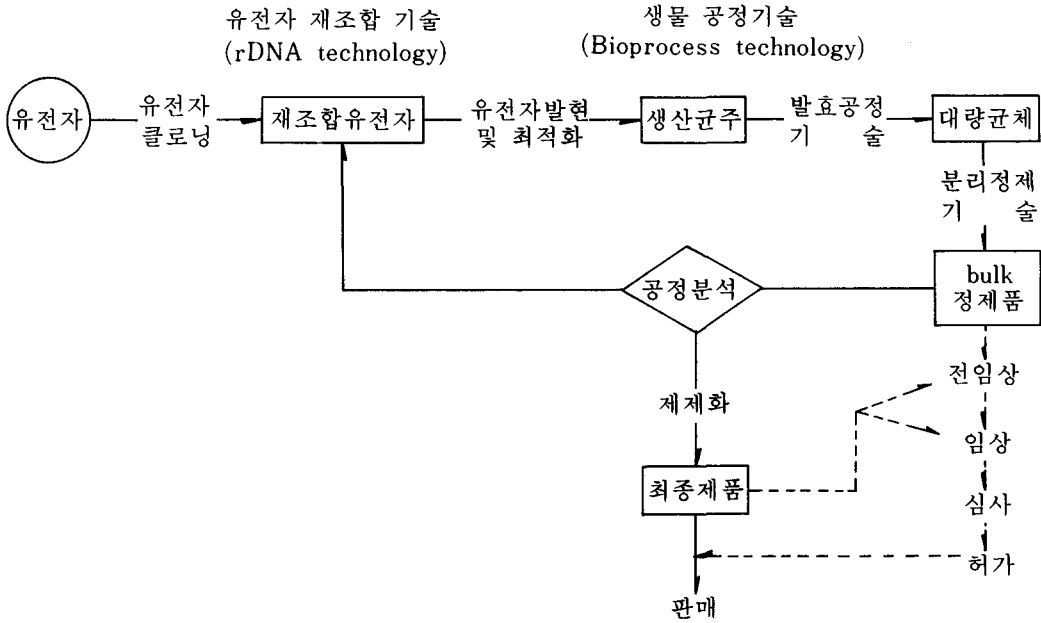 유전자 재조합 기술
(rDNA technology)
생물 공정기술
(Bioprocess technology)
유전자
유전자
클로닝
재조합유전자
유전자발현
및 최적화
생산균주
발효공정
기 술
대량균체
분리정제
기 술
공정분석
bulk
정제품
전임상
제제화
임상
최종제품
심사
허가
판매